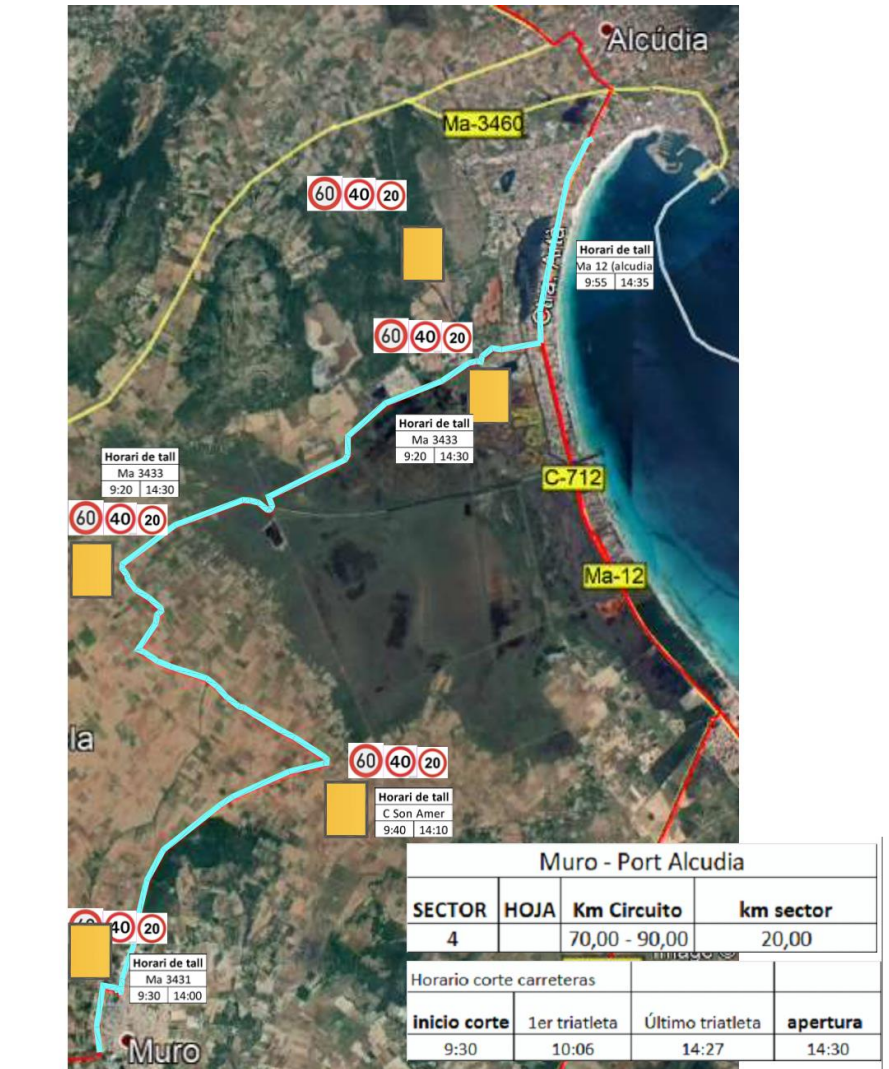 Alcúdia
Ma-3460
60 40 20
Ctra. Artà
Horari de tall
Ma 12 (alcudia
9:55 14:35
60 40 20
Horari de tall
Ma 3433
9:20 14:30
Horari de tall
Ma 3433
9:20 14:30
C-712
60 40 20
Ma-12
la
60 40 20
Horari de tall
C Son Amer
9:40 14:10
Muro - Port Alcudia
SECTOR HOJA Km Circuito km sector
4 70,00 - 90,00 20,00
60 40 20
Horari de tall
Ma 3431
9:30 14:00
Horario corte carreteras
inicio corte 1er triatleta Último triatleta apertura
9:30 10:06 14:27 14:30
Muro